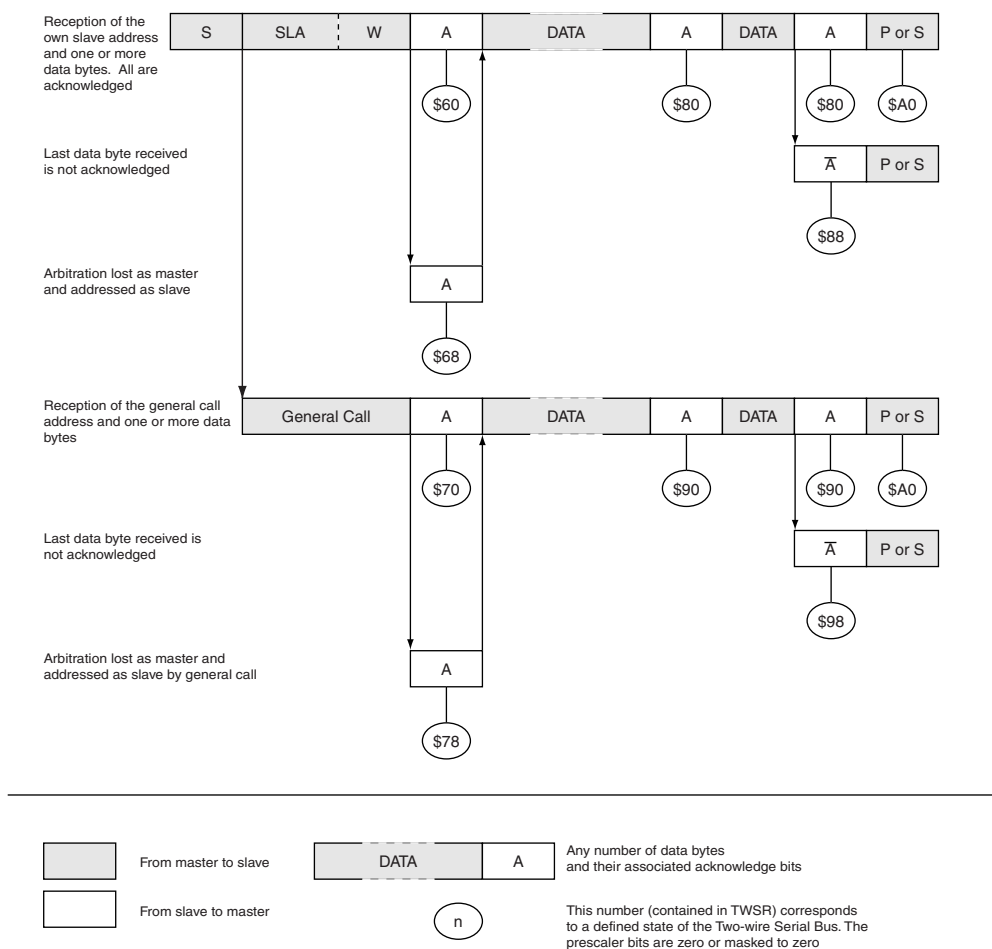 Reception of the
own slave address
and one or more
data bytes.  All are
acknowledged
S SLA W A DATA A DATA A P or S
$60 $80 $80 $A0
Last data byte received
is not acknowledged
A̅ P or S
$88
Arbitration lost as master
and addressed as slave
A
$68
Reception of the general call
address and one or more data
bytes
General Call A DATA A DATA A P or S
$70 $90 $90 $A0
Last data byte received is
not acknowledged
A̅ P or S
$98
Arbitration lost as master and
addressed as slave by general call
A
$78
From master to slave
DATA A
Any number of data bytes
and their associated acknowledge bits
From slave to master
n
This number (contained in TWSR) corresponds
to a defined state of the Two-wire Serial Bus. The
prescaler bits are zero or masked to zero